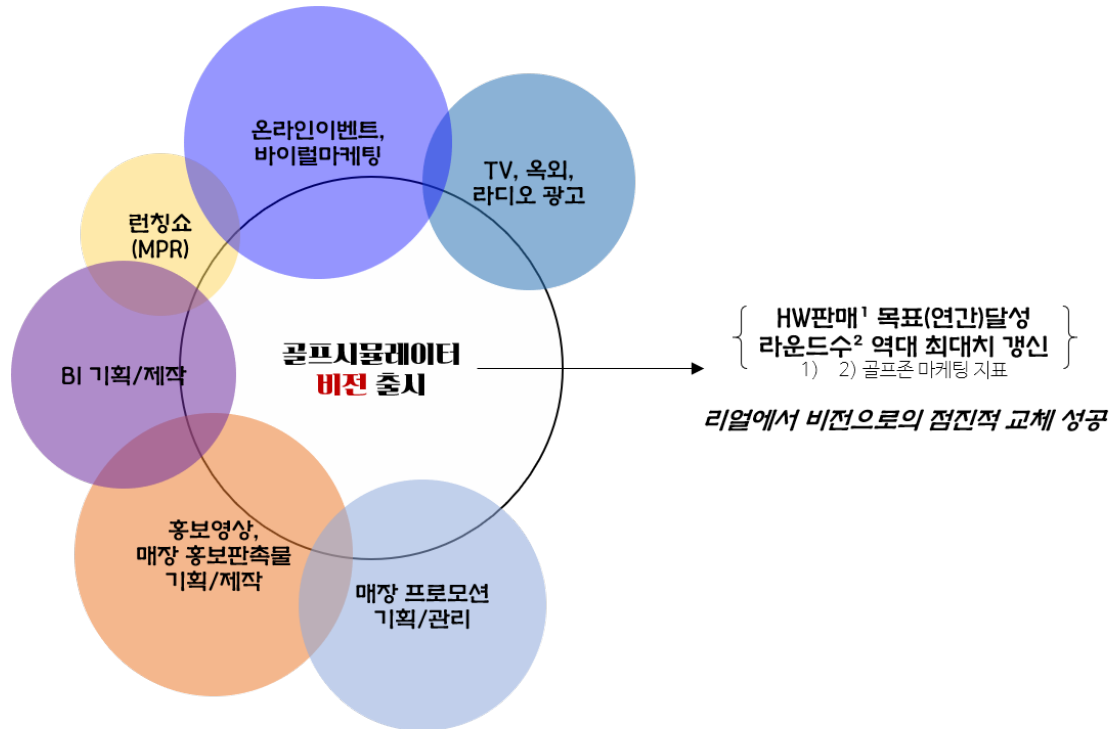 온라인이벤트,
바이럴마케팅
TV, 옥외,
라디오 광고
런칭쇼
(MPR)
BI 기획/제작
골프시뮬레이터
비전 출시
홍보영상,
매장 홍보판촉물
기획/제작
매장 프로모션
기획/관리
HW판매¹ 목표(연간)달성
라운드수² 역대 최대치 갱신
1) 2) 골프존 마케팅 지표
리얼에서 비전으로의 점진적 교체 성공